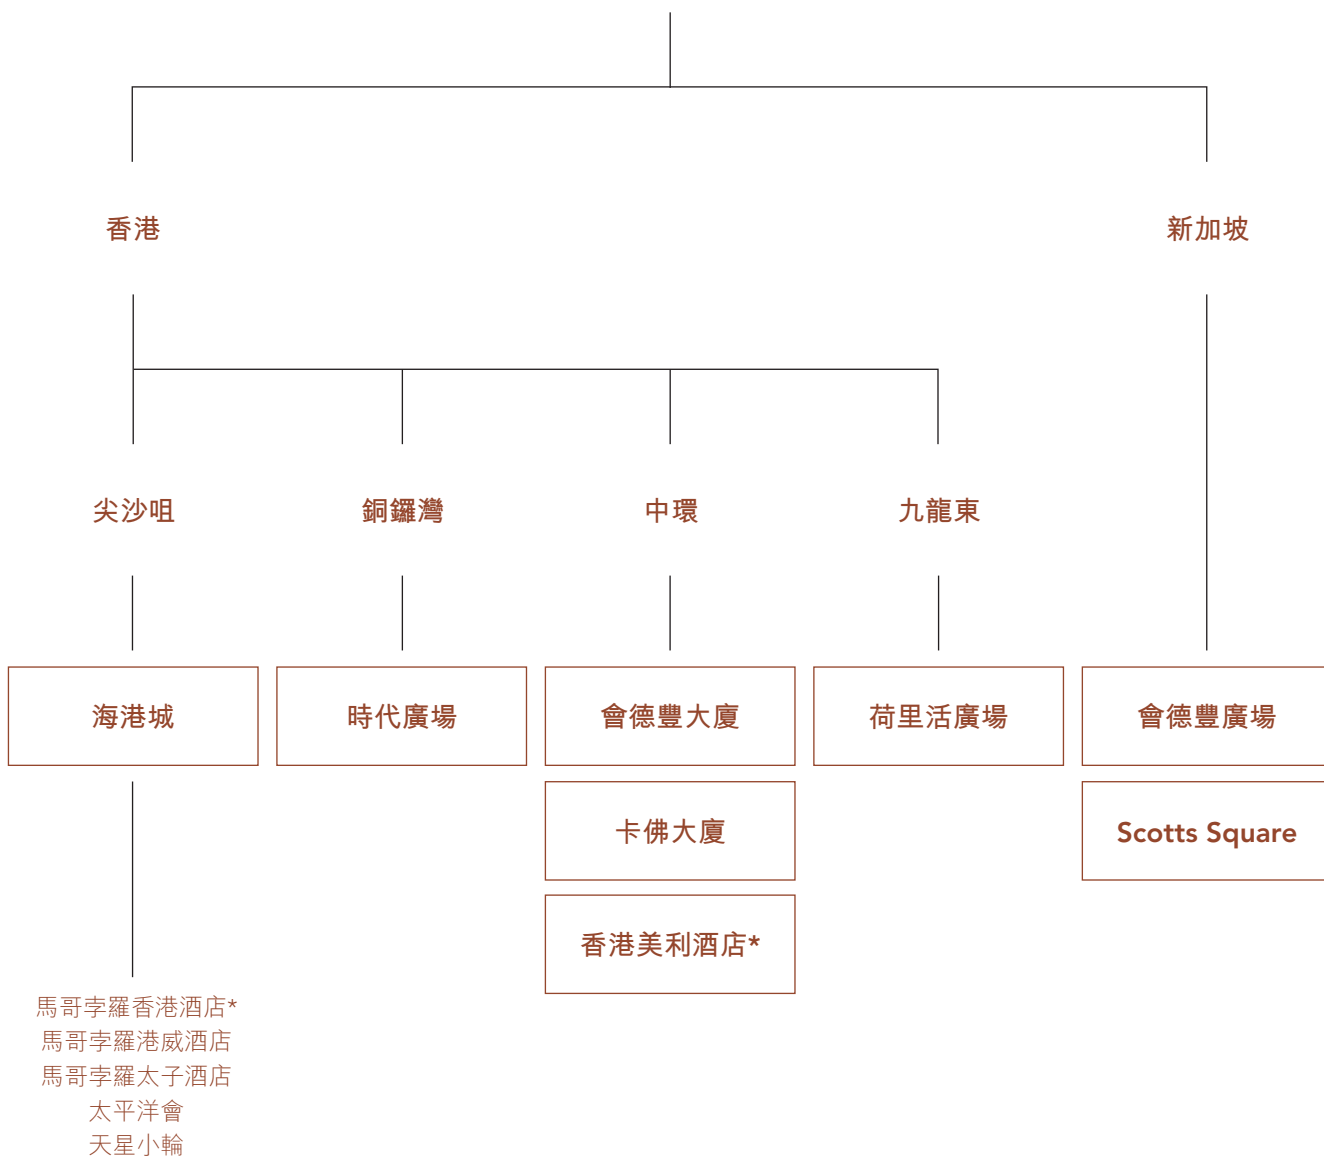 香港
新加坡
尖沙咀
銅鑼灣
中環
九龍東
海港城
時代廣場
會德豐大廈
荷里活廣場
會德豐廣場
卡佛大廈
Scotts Square
香港美利酒店*
馬哥孛羅香港酒店*
馬哥孛羅港威酒店
馬哥孛羅太子酒店
太平洋會
天星小輪